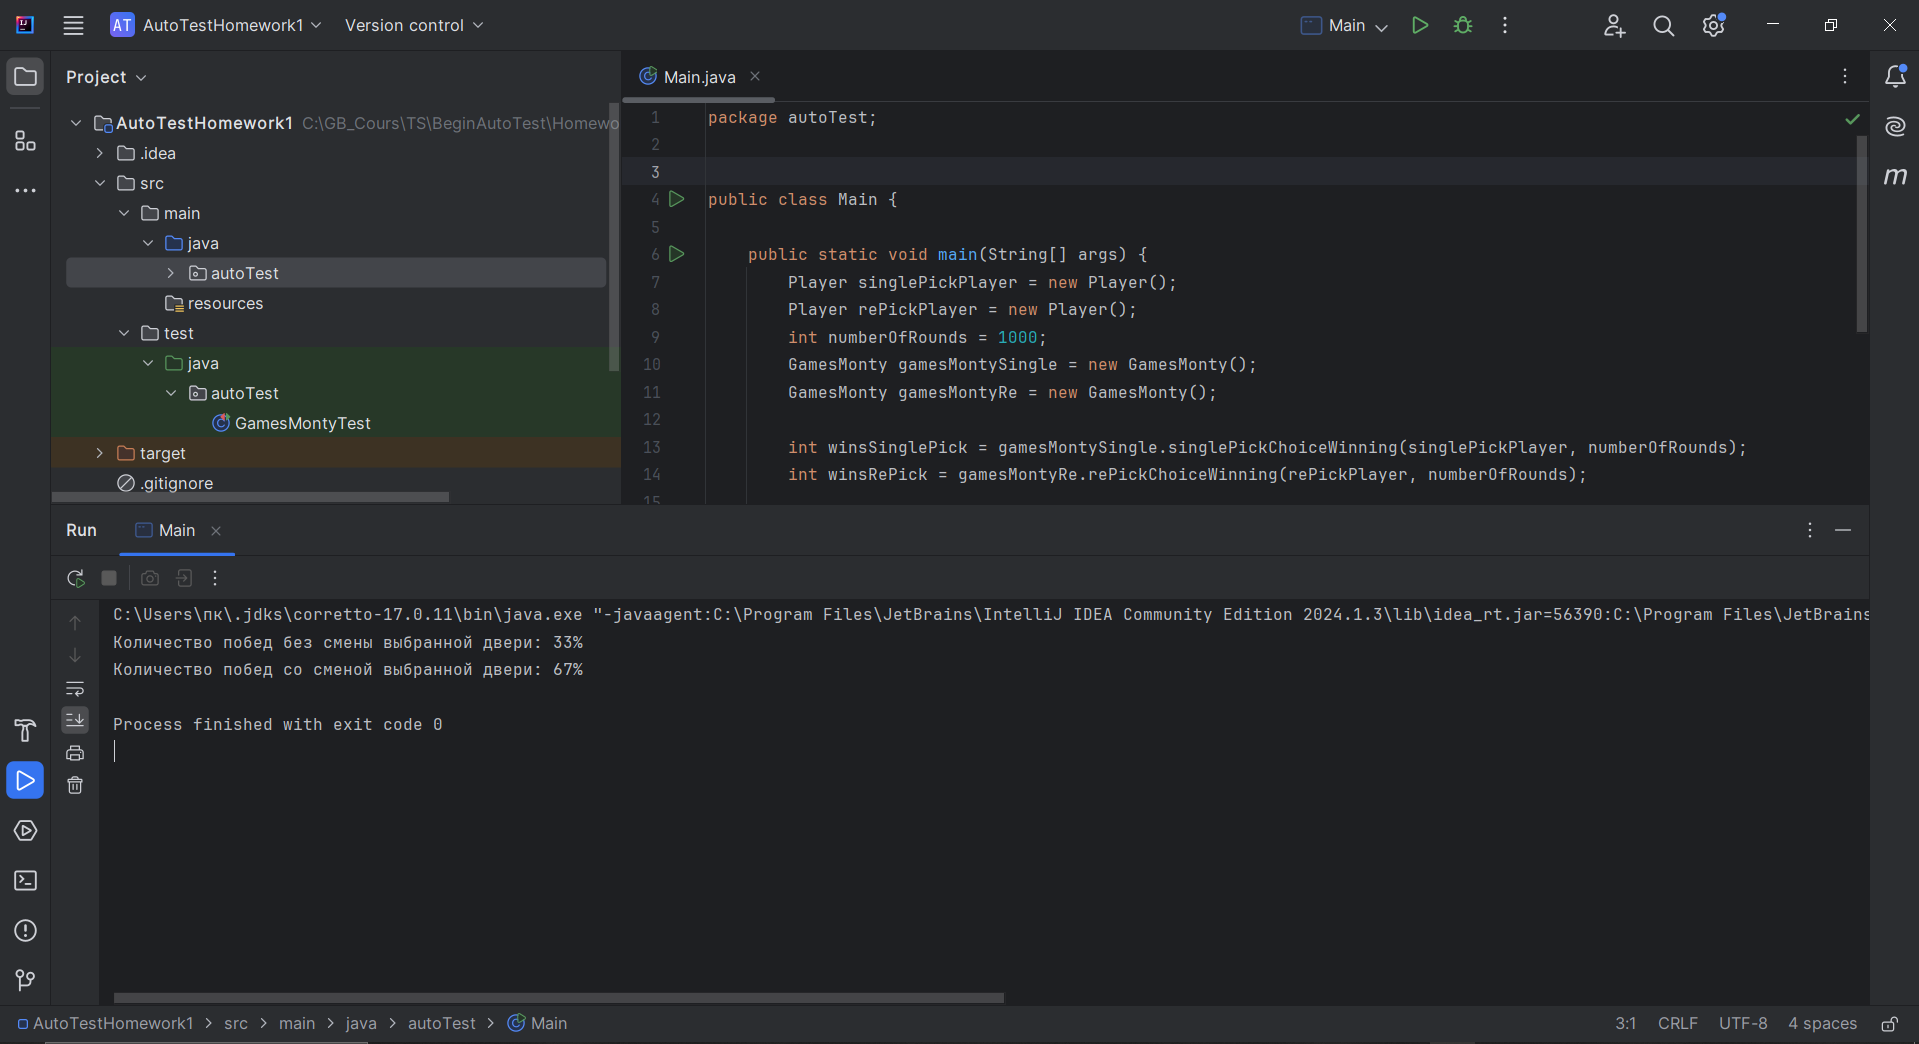 AT AutoTestHomework1 Version control Main
Project
AutoTestHomework1 C:\GB_Cours\TS\BeginAutoTest\Homewo
.idea
src
main
java
autoTest
resources
test
java
autoTest
GamesMontyTest
target
.gitignore
Main.java
1 package autoTest;
2
3
4 public class Main {
5
6 public static void main(String[] args) {
7 Player singlePickPlayer = new Player();
8 Player rePickPlayer = new Player();
9 int numberOfRounds = 1000;
10 GamesMonty gamesMontySingle = new GamesMonty();
11 GamesMonty gamesMontyRe = new GamesMonty();
12
13 int winsSinglePick = gamesMontySingle.singlePickChoiceWinning(singlePickPlayer, numberOfRounds);
14 int winsRePick = gamesMontyRe.rePickChoiceWinning(rePickPlayer, numberOfRounds);
15
m
Run Main
C:\Users\пк\.jdks\corretto-17.0.11\bin\java.exe "-javaagent:C:\Program Files\JetBrains\IntelliJ IDEA Community Edition 2024.1.3\lib\idea_rt.jar=56390:C:\Program Files\JetBrains
Количество побед без смены выбранной двери: 33%
Количество побед со сменой выбранной двери: 67%
Process finished with exit code 0
AutoTestHomework1 > src > main > java > autoTest > Main 3:1 CRLF UTF-8 4 spaces